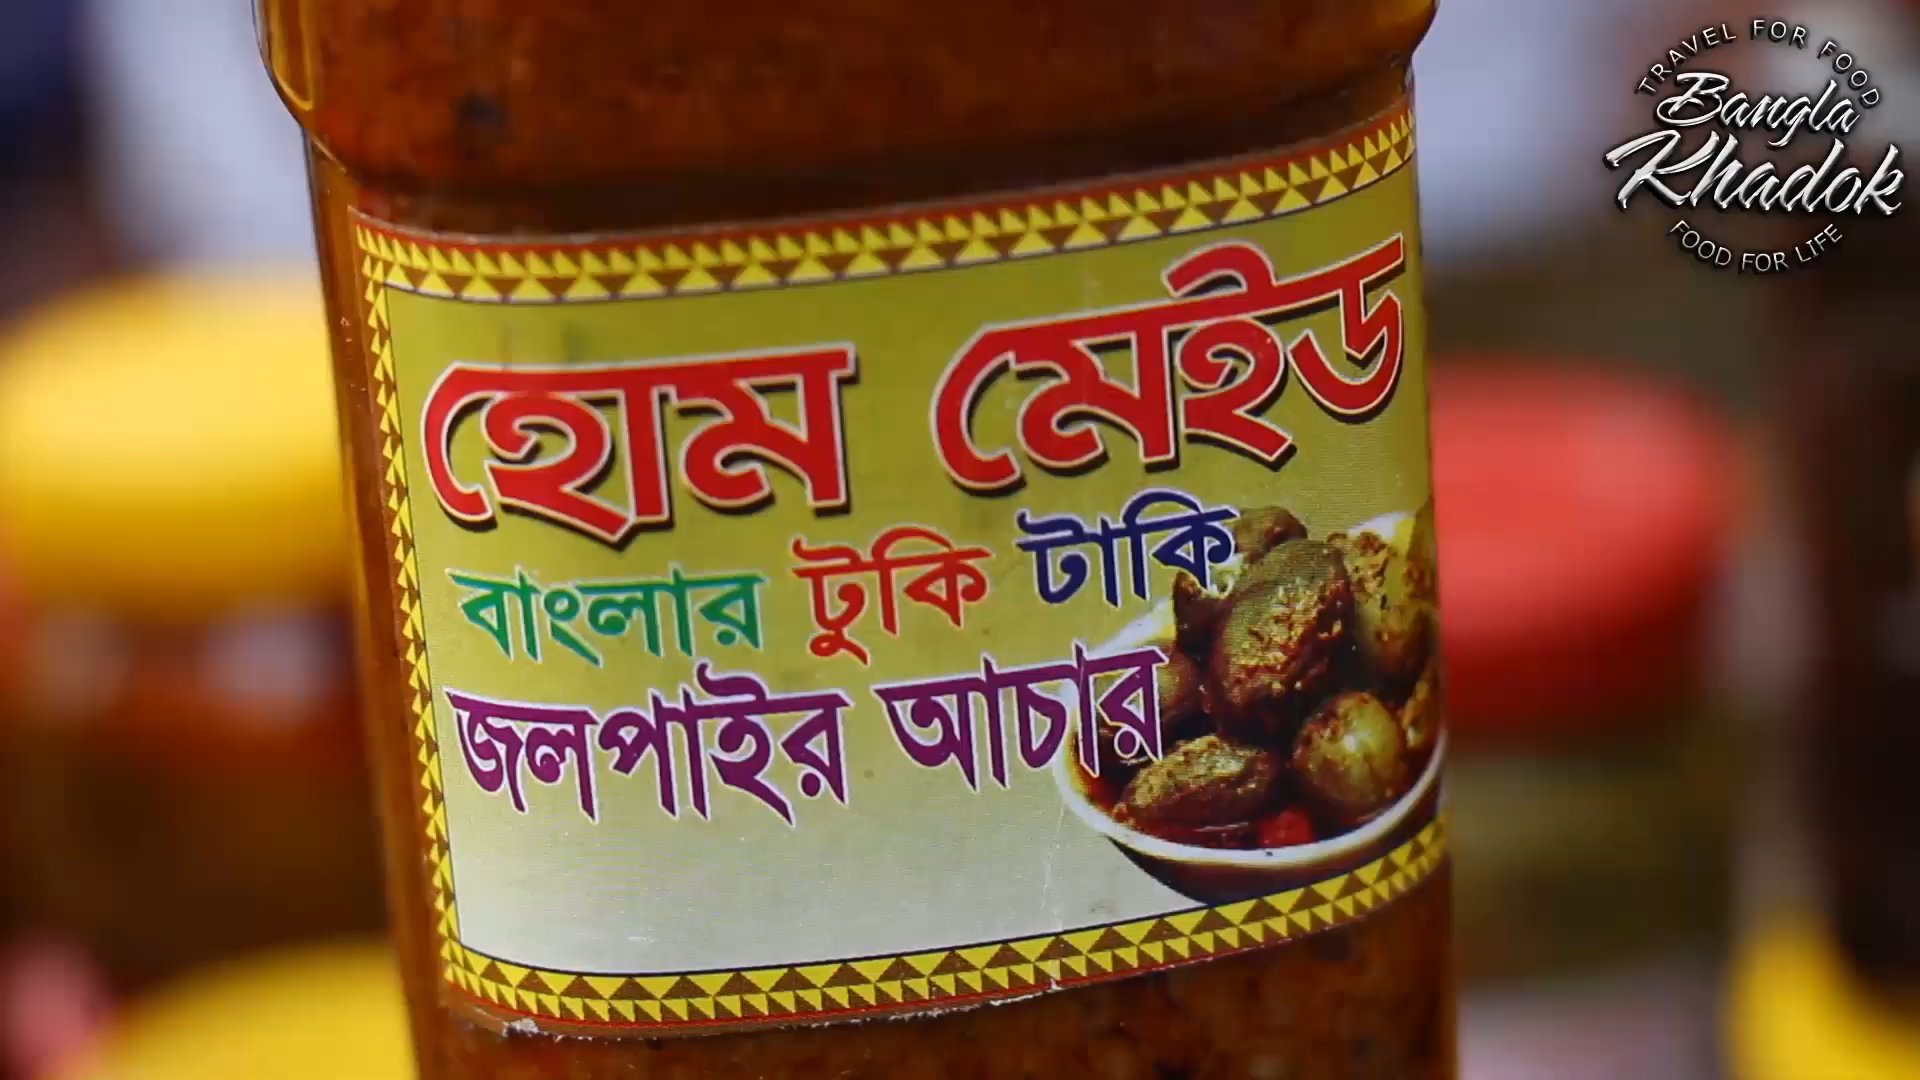 হোম মেইড
বাংলার টুকি টাকি
জলপাইর আচার
TRAVEL FOR FOOD
Bangla
Khadok
FOOD FOR LIFE